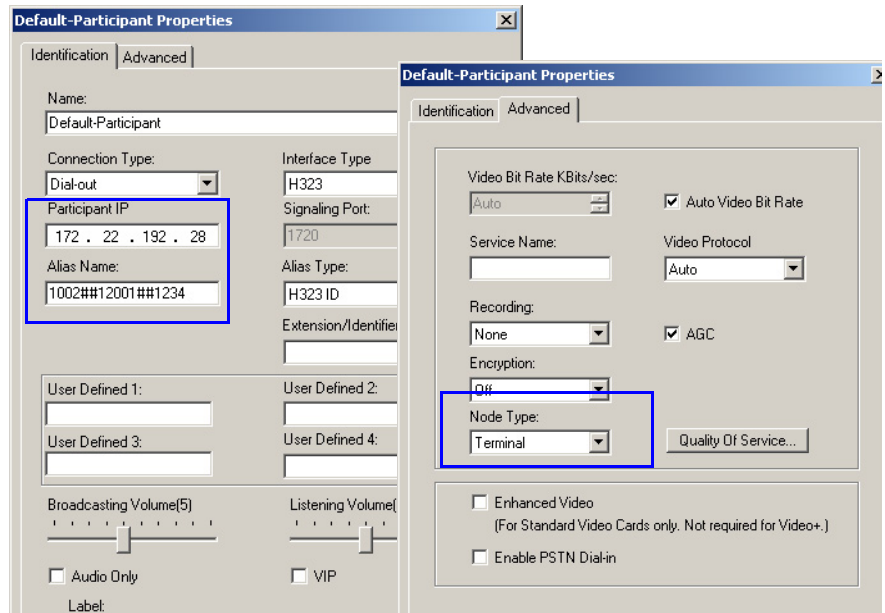 Default-Participant Properties
Identification
Advanced
Name:
Default-Participant
Connection Type:
Interface Type
Dial-out
H323
Participant IP
Signaling Port:
172 . 22 . 192 . 28
1720
Alias Name:
Alias Type:
1002##12001##1234
H323 ID
Extension/Identifier
User Defined 1:
User Defined 2:
User Defined 3:
User Defined 4:
Broadcasting Volume(5)
Listening Volume(
Audio Only
VIP
Label:
Default-Participant Properties
Identification
Advanced
Video Bit Rate KBits/sec:
Auto
Auto Video Bit Rate
Service Name:
Video Protocol
Auto
Recording:
None
AGC
Encryption:
Off
Node Type:
Terminal
Quality Of Service...
Enhanced Video
(For Standard Video Cards only. Not required for Video+.)
Enable PSTN Dial-in